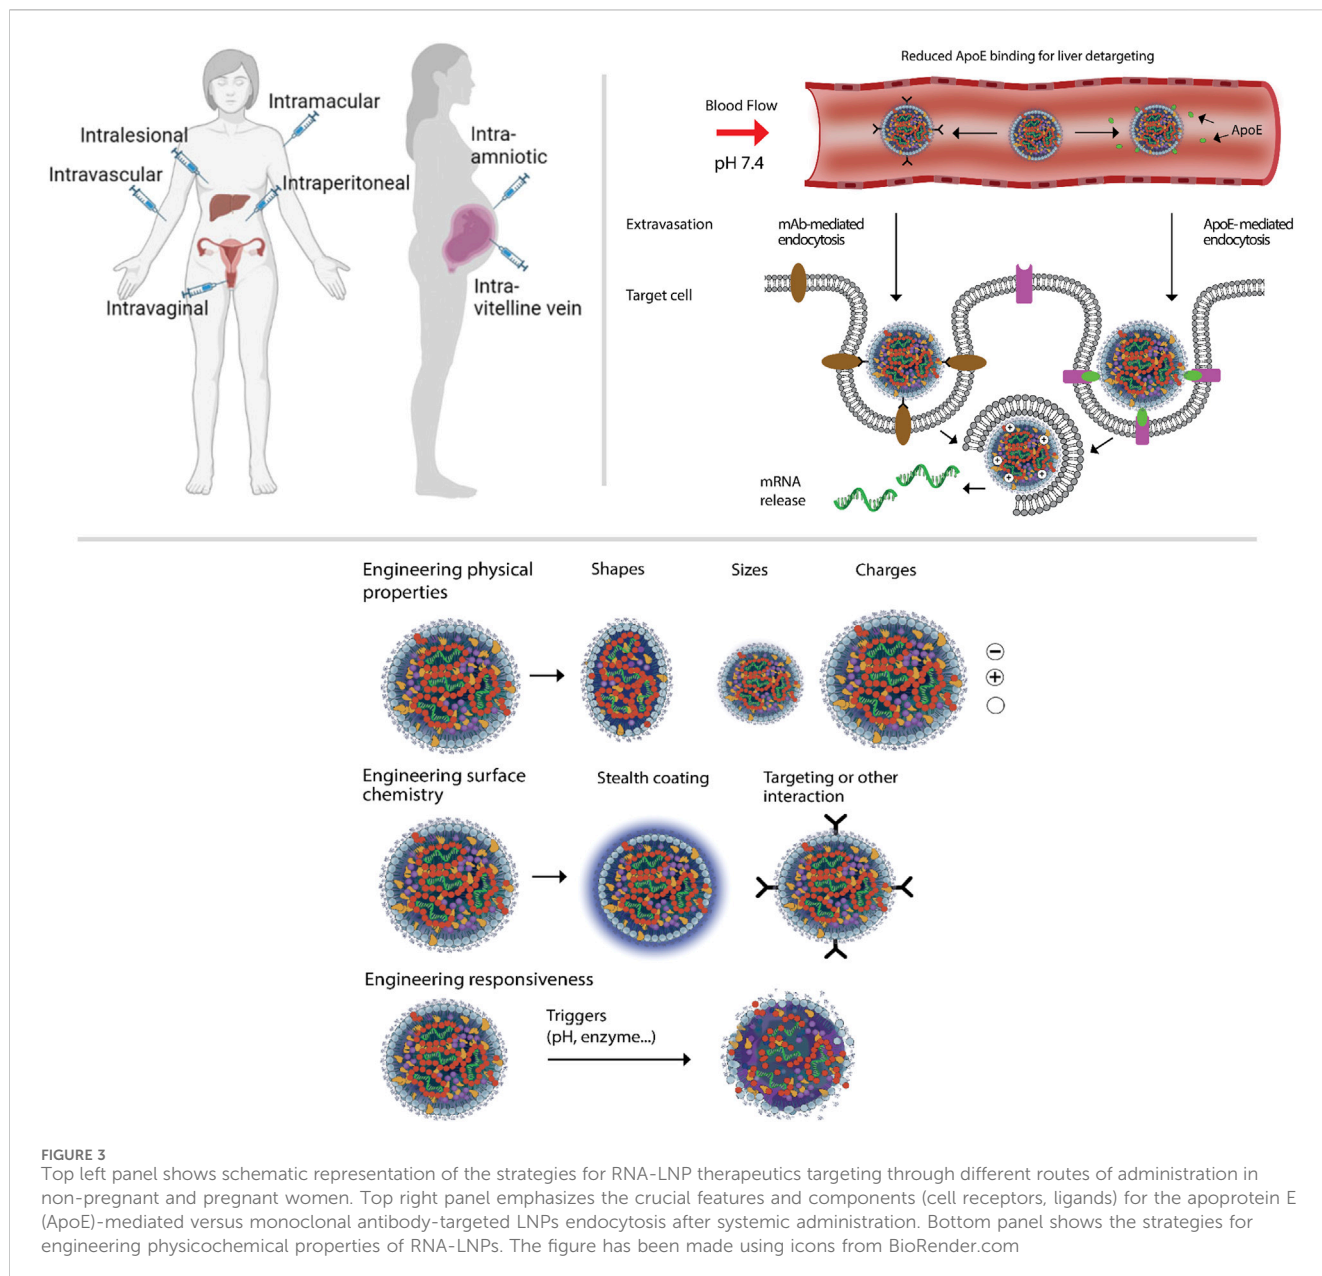 Intramacular
Intralesional
Intravascular
Intraperitoneal
Intravaginal
Intra-
amniotic
Intra-
vitelline vein
Reduced ApoE binding for liver detargeting
Blood Flow
pH 7.4
ApoE
Extravasation
mAb-mediated
endocytosis
ApoE-mediated
endocytosis
Target cell
mRNA
release
Engineering physical
properties
Shapes
Sizes
Charges
Engineering surface
chemistry
Stealth coating
Targeting or other
interaction
Engineering responsiveness
Triggers
(pH, enzyme...)
FIGURE 3
Top left panel shows schematic representation of the strategies for RNA-LNP therapeutics targeting through different routes of administration in
non-pregnant and pregnant women. Top right panel emphasizes the crucial features and components (cell receptors, ligands) for the apoprotein E
(ApoE)-mediated versus monoclonal antibody-targeted LNPs endocytosis after systemic administration. Bottom panel shows the strategies for
engineering physicochemical properties of RNA-LNPs. The figure has been made using icons from BioRender.com